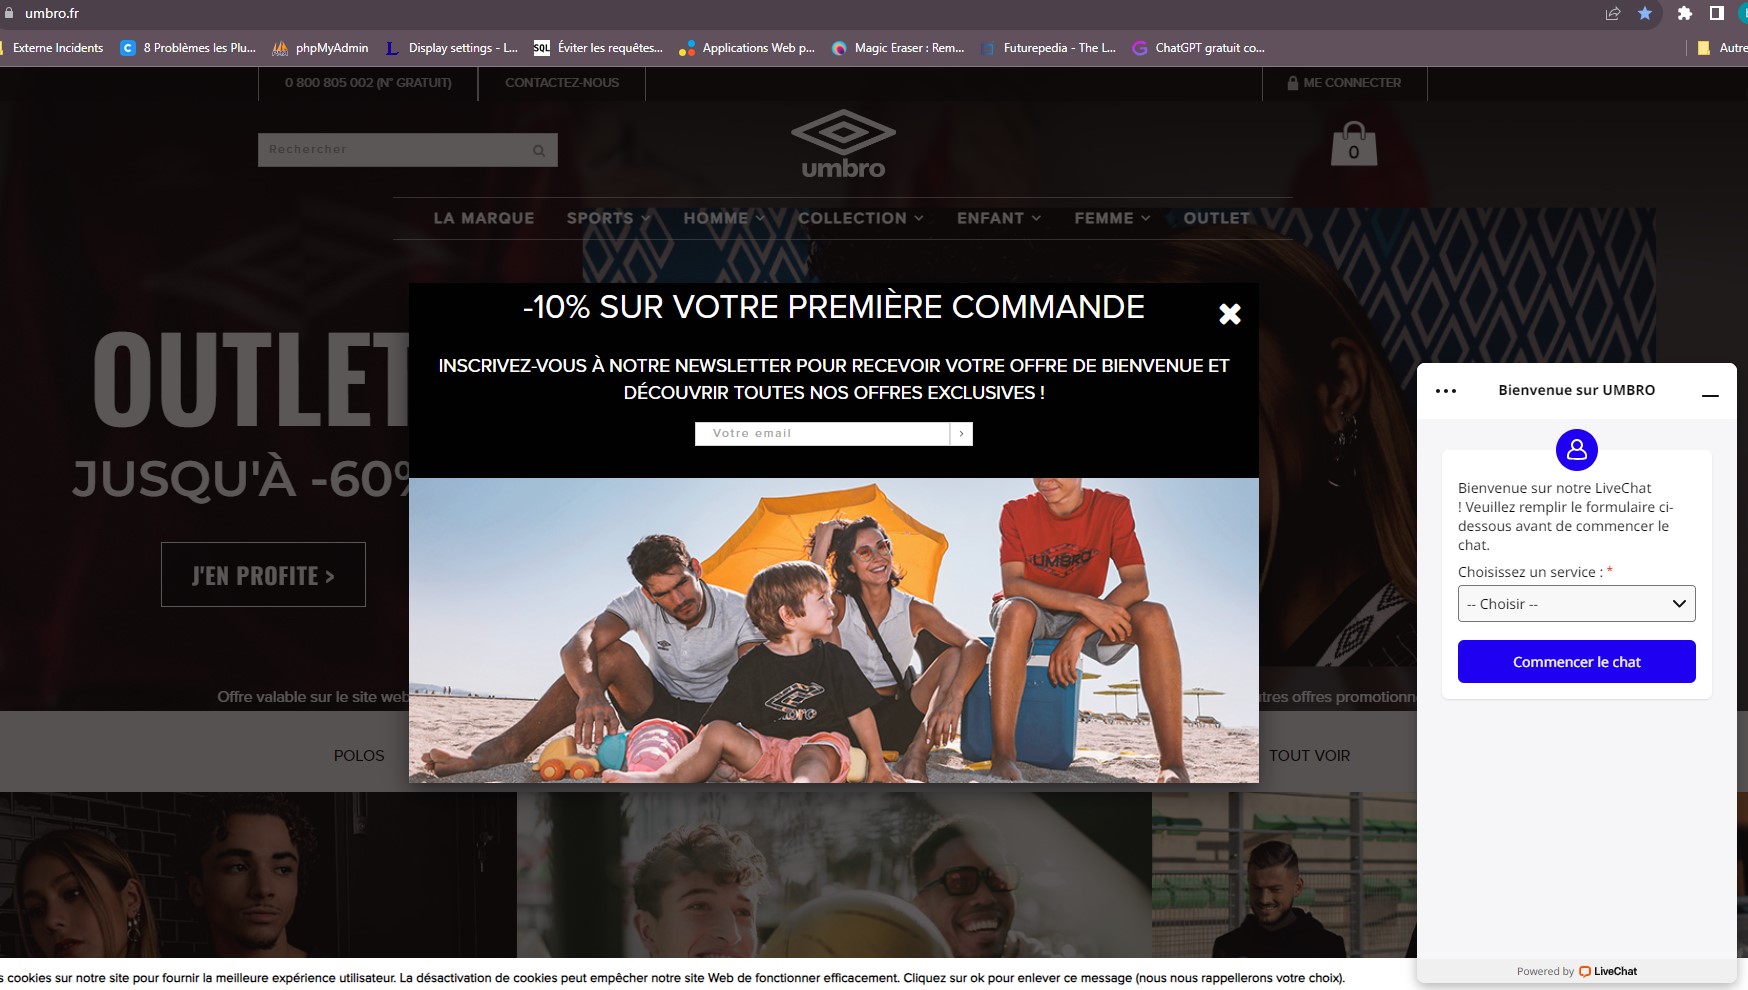 umbro.fr
Externe Incidents
8 Problèmes les Plu...
phpMyAdmin
Display settings - L...
SQL
Éviter les requêtes...
Applications Web p...
Magic Eraser : Rem...
Futurepedia - The L...
ChatGPT gratuit co...
Autre
0 800 805 002 (N° GRATUIT)
CONTACTEZ-NOUS
ME CONNECTER
Rechercher
umbro
0
LA MARQUE
SPORTS
HOMME
COLLECTION
ENFANT
FEMME
OUTLET
OUTLET
JUSQU'À -60%
J'EN PROFITE >
-10% SUR VOTRE PREMIÈRE COMMANDE
INSCRIVEZ-VOUS À NOTRE NEWSLETTER POUR RECEVOIR VOTRE OFFRE DE BIENVENUE ET
DÉCOUVRIR TOUTES NOS OFFRES EXCLUSIVES !
Votre email
UMBRO
Offre valable sur le site web
tres offres promotionn
POLOS
TOUT VOIR
Bienvenue sur UMBRO
Bienvenue sur notre LiveChat
! Veuillez remplir le formulaire ci-
dessous avant de commencer le
chat.
Choisissez un service : *
-- Choisir --
Commencer le chat
Powered by LiveChat
s cookies sur notre site pour fournir la meilleure expérience utilisateur. La désactivation de cookies peut empêcher notre site Web de fonctionner efficacement. Cliquez sur ok pour enlever ce message (nous nous rappellerons votre choix).